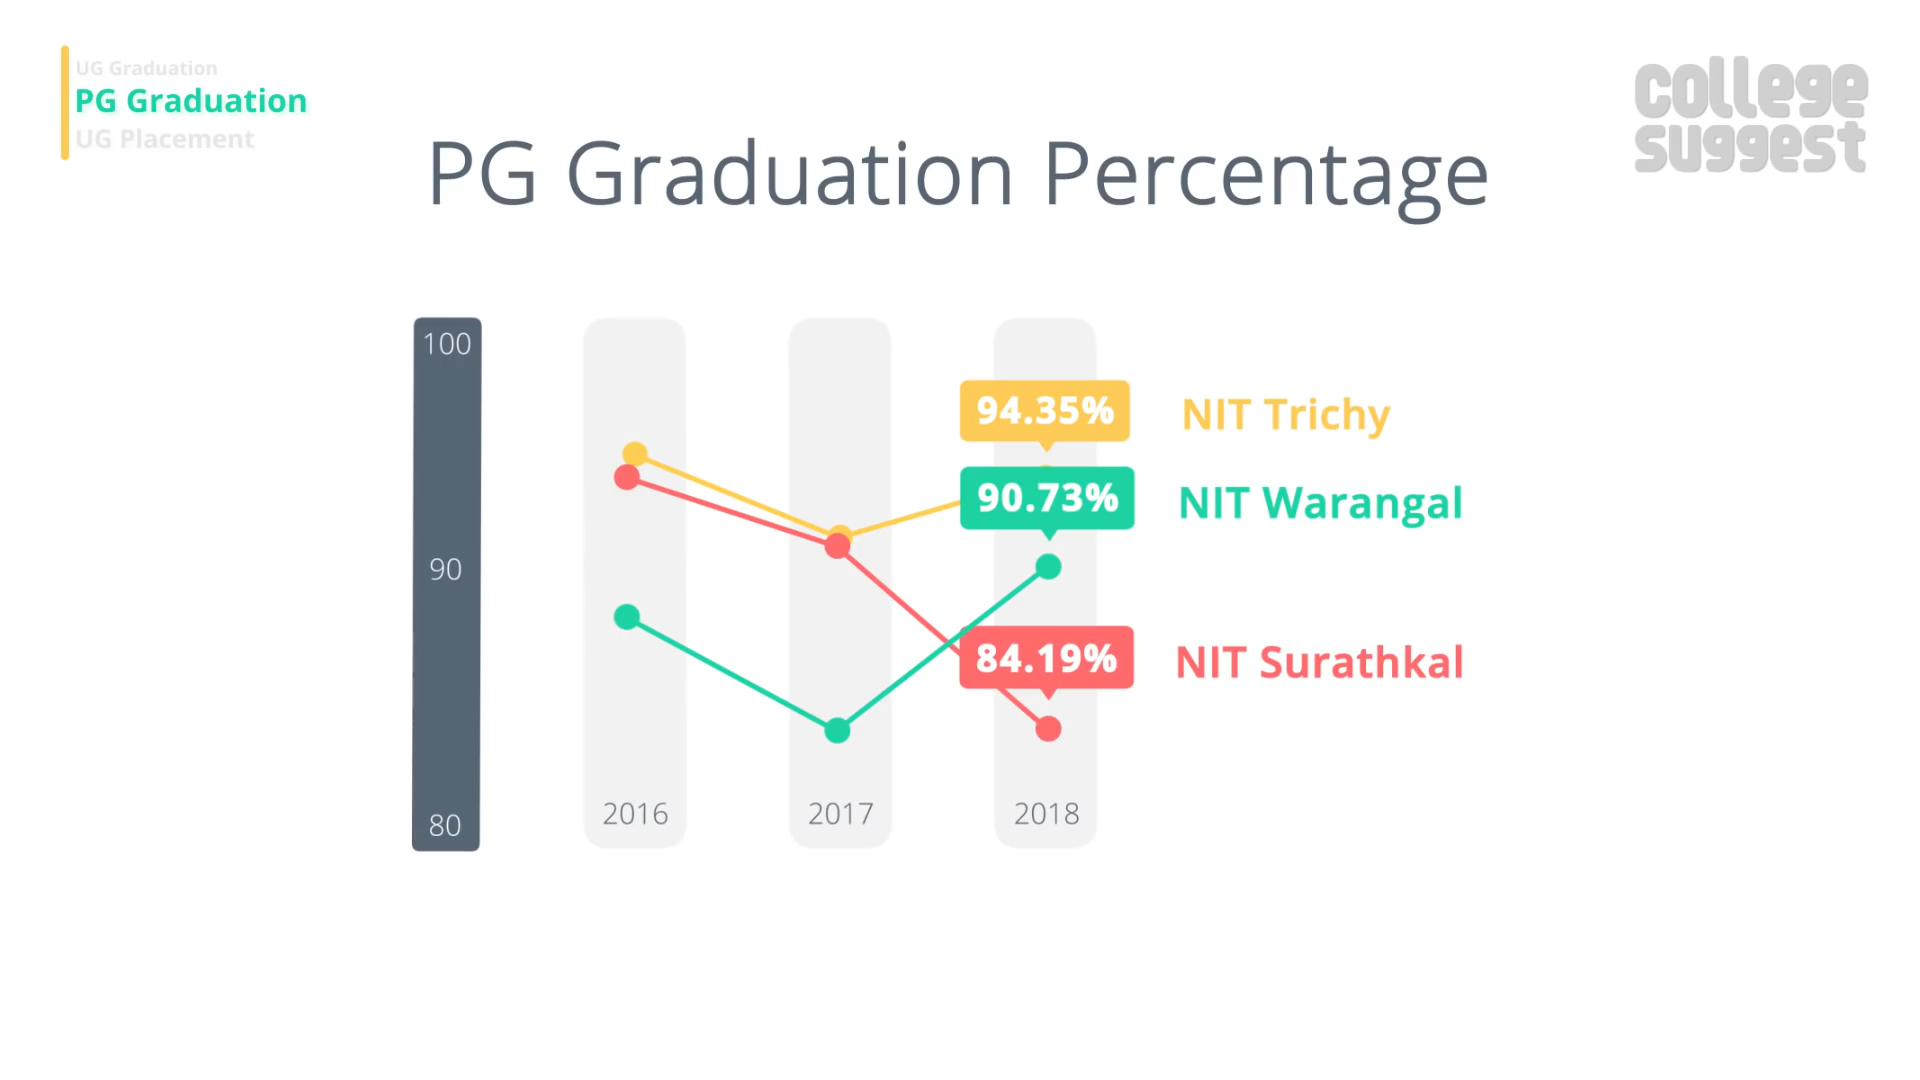 UG Graduation
PG Graduation
UG Placement
college
suggest
PG Graduation Percentage
100
90
80
94.35%
NIT Trichy
90.73%
NIT Warangal
84.19%
NIT Surathkal
2016
2017
2018